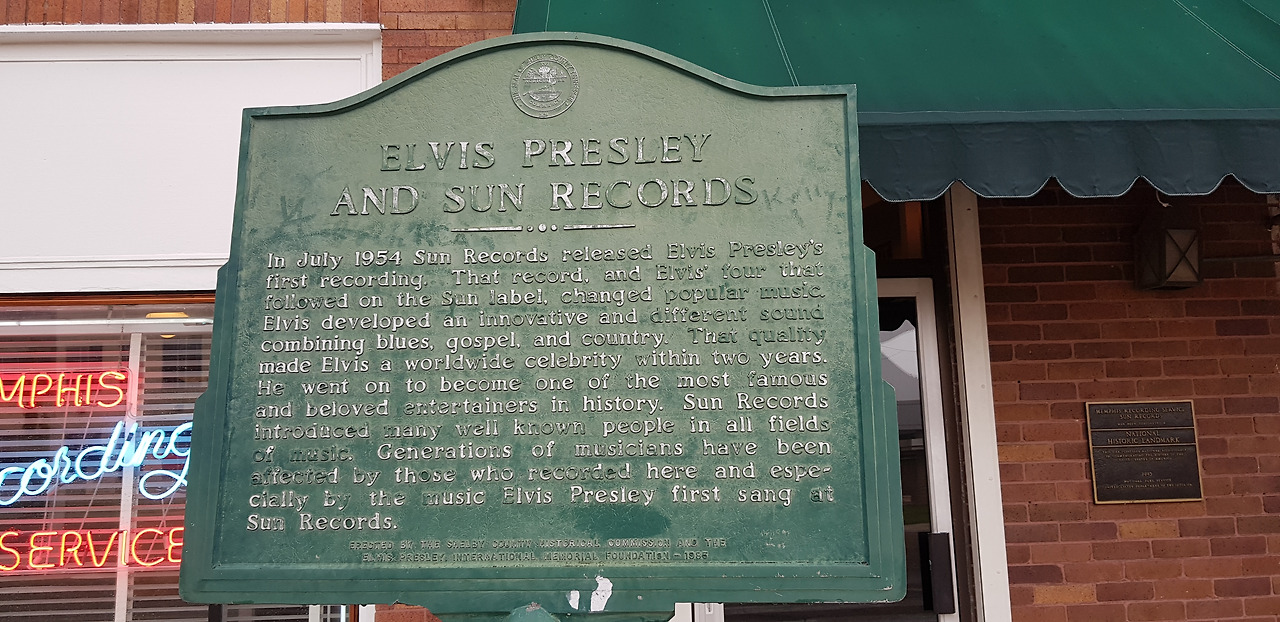 ELVIS PRESLEY
AND SUN RECORDS
In July 1954 Sun Records released Elvis Presley's
first recording. That record, and Elvis' four that
followed on the Sun label, changed popular music.
Elvis developed an innovative and different sound
combining blues, gospel, and country. That quality
made Elvis a worldwide celebrity within two years.
He went on to become one of the most famous
and beloved entertainers in history. Sun Records
introduced many well known people in all fields
of music. Generations of musicians have been
affected by those who recorded here and espe-
cially by the music Elvis Presley first sang at
Sun Records.
ERECTED BY THE SHELBY COUNTY HISTORICAL COMMISSION AND THE
ELVIS PRESLEY INTERNATIONAL MEMORIAL FOUNDATION - 1985
MPHIS
cording
SERVICE
MEMPHIS RECORDING SERVICE
SUN RECORDS
NATIONAL
HISTORIC LANDMARK